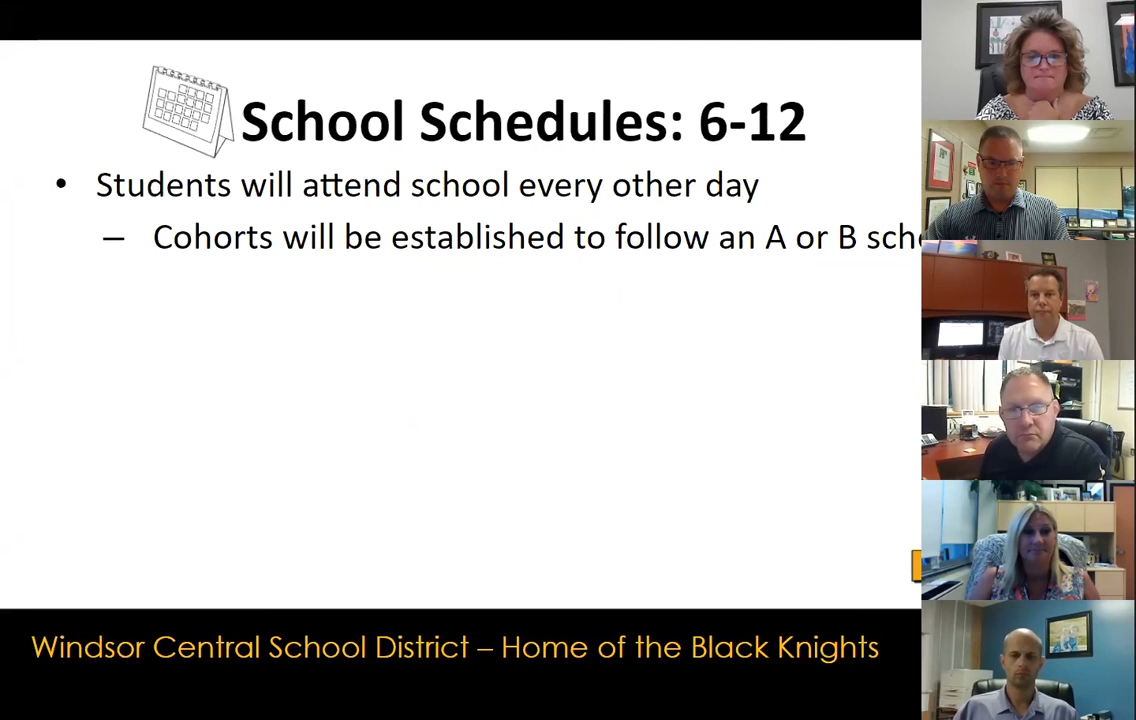 School Schedules: 6-12
• Students will attend school every other day
– Cohorts will be established to follow an A or B
Windsor Central School District – Home of the Black Knights